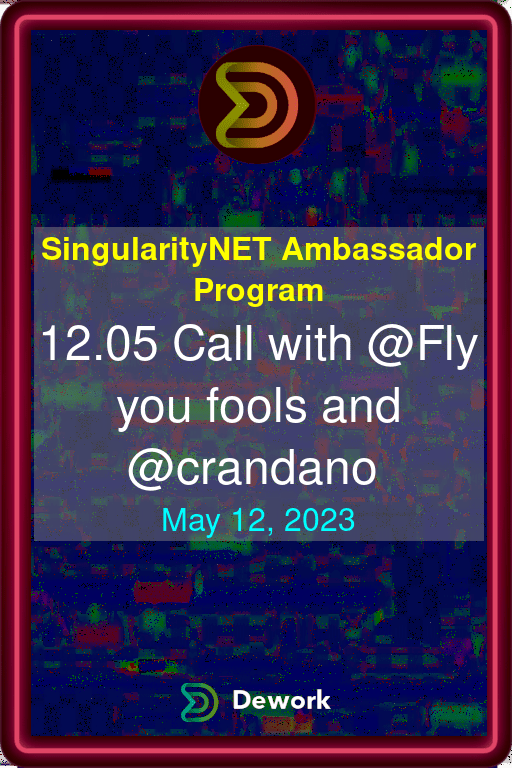 SingularityNET Ambassador
Program
12.05 Call with @Fly
you fools and
@crandano
May 12, 2023
Dework